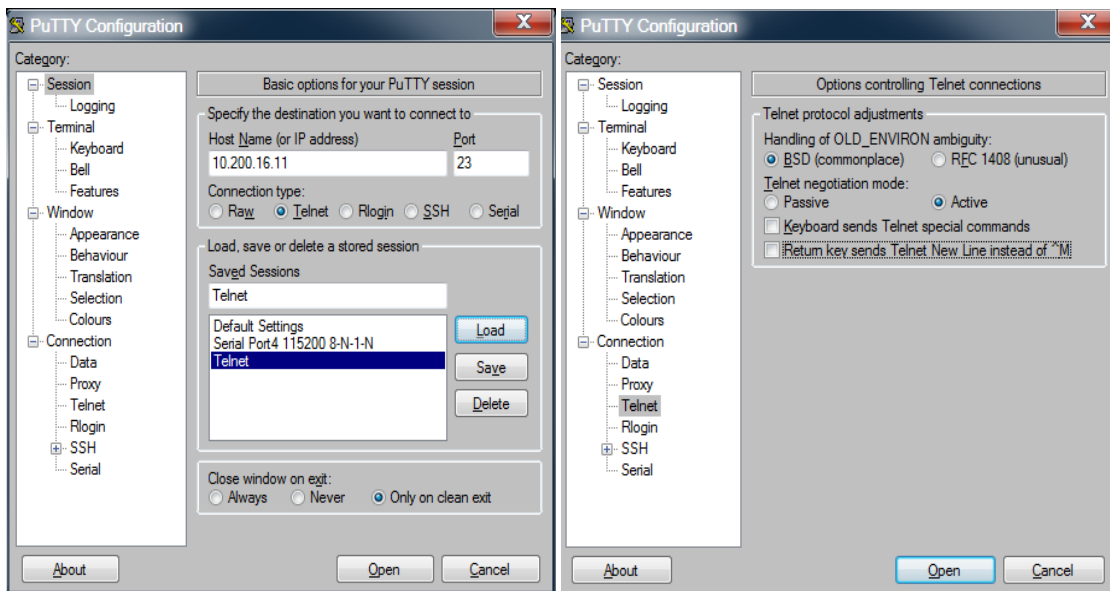 PuTTY Configuration
X
Category:
Session
Logging
Terminal
Keyboard
Bell
Features
Window
Appearance
Behaviour
Translation
Selection
Colours
Connection
Data
Proxy
Telnet
Rlogin
SSH
Serial
Basic options for your PuTTY session
Specify the destination you want to connect to
Host Name (or IP address) Port
10.200.16.11 23
Connection type:
Raw Telnet Rlogin SSH Serial
Load, save or delete a stored session
Saved Sessions
Telnet
Default Settings
Serial Port4 115200 8-N-1-N
Telnet
Load
Save
Delete
Close window on exit:
Always Never Only on clean exit
About Open Cancel
PuTTY Configuration
X
Category:
Session
Logging
Terminal
Keyboard
Bell
Features
Window
Appearance
Behaviour
Translation
Selection
Colours
Connection
Data
Proxy
Telnet
Rlogin
SSH
Serial
Options controlling Telnet connections
Telnet protocol adjustments
Handling of OLD_ENVIRON ambiguity:
BSD (commonplace) RFC 1408 (unusual)
Telnet negotiation mode:
Passive Active
Keyboard sends Telnet special commands
Return key sends Telnet New Line instead of ^M
About Open Cancel